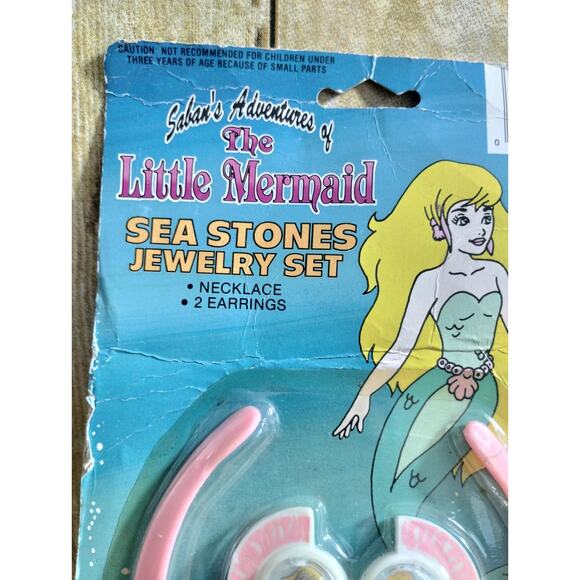 CAUTION: NOT RECOMMENDED FOR CHILDREN UNDER
THREE YEARS OF AGE BECAUSE OF SMALL PARTS
Saban's Adventures of
The
Little Mermaid
SEA STONES
JEWELRY SET
• NECKLACE
• 2 EARRINGS
0